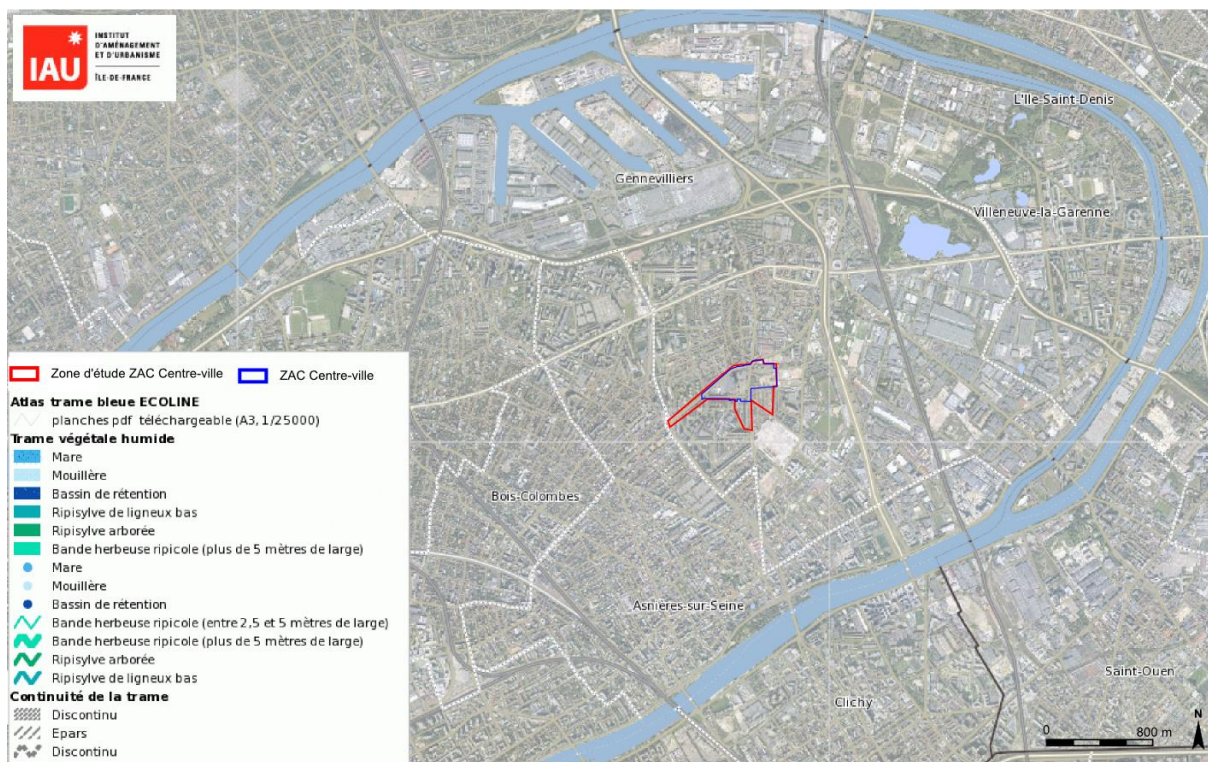 INSTITUT
D'AMÉNAGEMENT
ET D'URBANISME
IAU
ÎLE-DE-FRANCE
L'Ile-Saint-Denis
Gennevilliers
Villeneuve-la-Garenne
Zone d'étude ZAC Centre-ville
ZAC Centre-ville
Atlas trame bleue ECOLINE
planches pdf téléchargeable (A3, 1/25000)
Trame végétale humide
Mare
Mouillère
Bassin de rétention
Ripisylve de ligneux bas
Ripisylve arborée
Bande herbeuse ripicole (plus de 5 mètres de large)
Mare
Mouillère
Bassin de rétention
Bande herbeuse ripicole (entre 2,5 et 5 mètres de large)
Bande herbeuse ripicole (plus de 5 mètres de large)
Ripisylve arborée
Ripisylve de ligneux bas
Continuité de la trame
Discontinu
Epars
Discontinu
Bois-Colombes
Asnières-sur-Seine
Saint-Ouen
Clichy
N
0 800 m